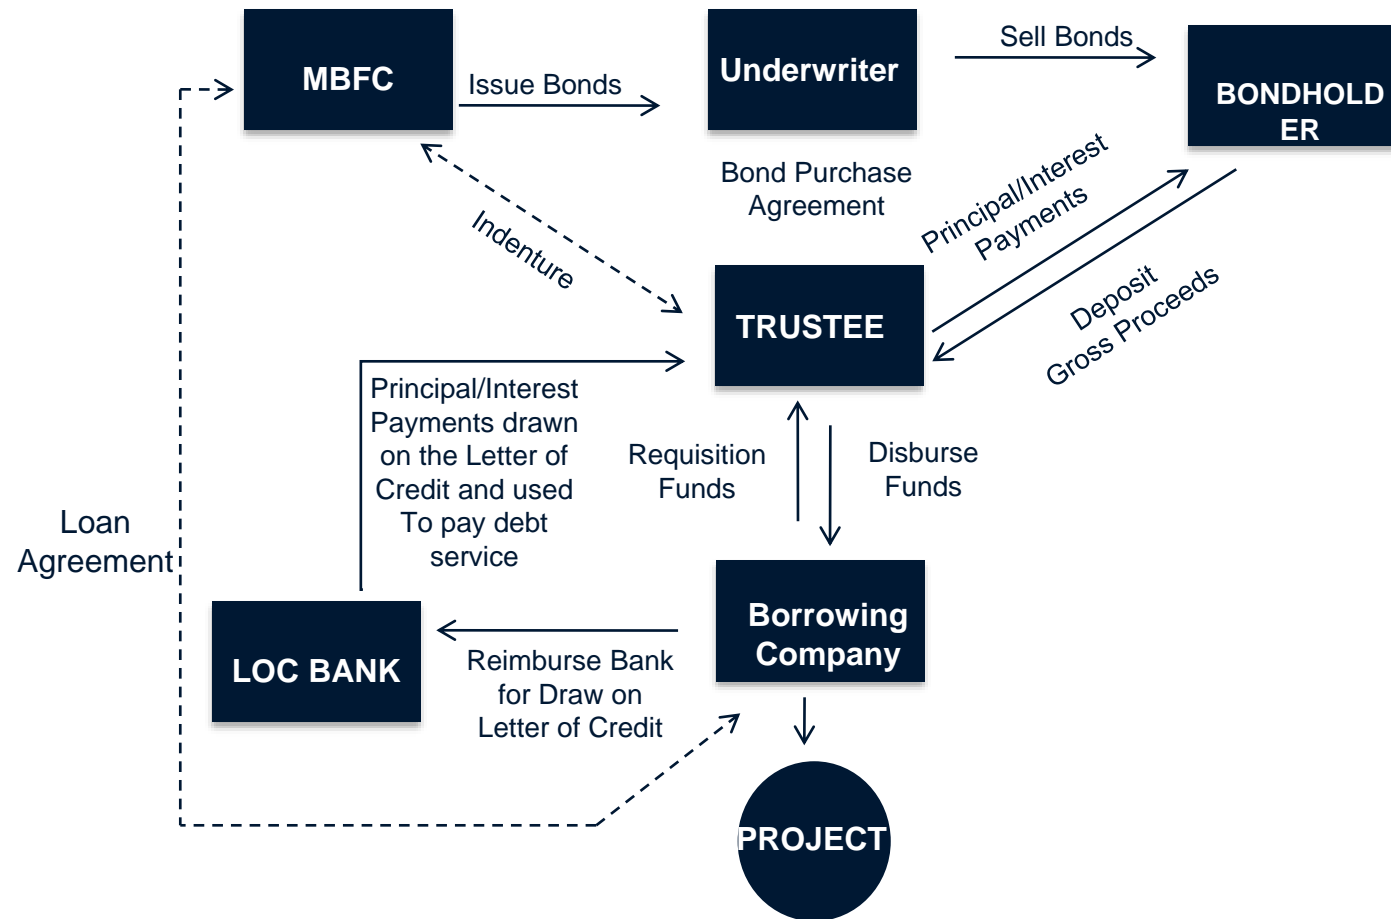 MBFC
Issue Bonds
Underwriter
Sell Bonds
BONDHOLD
ER
Bond Purchase
Agreement
Principal/Interest
Payments
Indenture
Deposit
Gross Proceeds
TRUSTEE
Principal/Interest
Payments drawn
on the Letter of
Credit and used
To pay debt
service
Requisition
Funds
Disburse
Funds
Loan
Agreement
LOC BANK
Reimburse Bank
for Draw on
Letter of Credit
Borrowing
Company
PROJECT